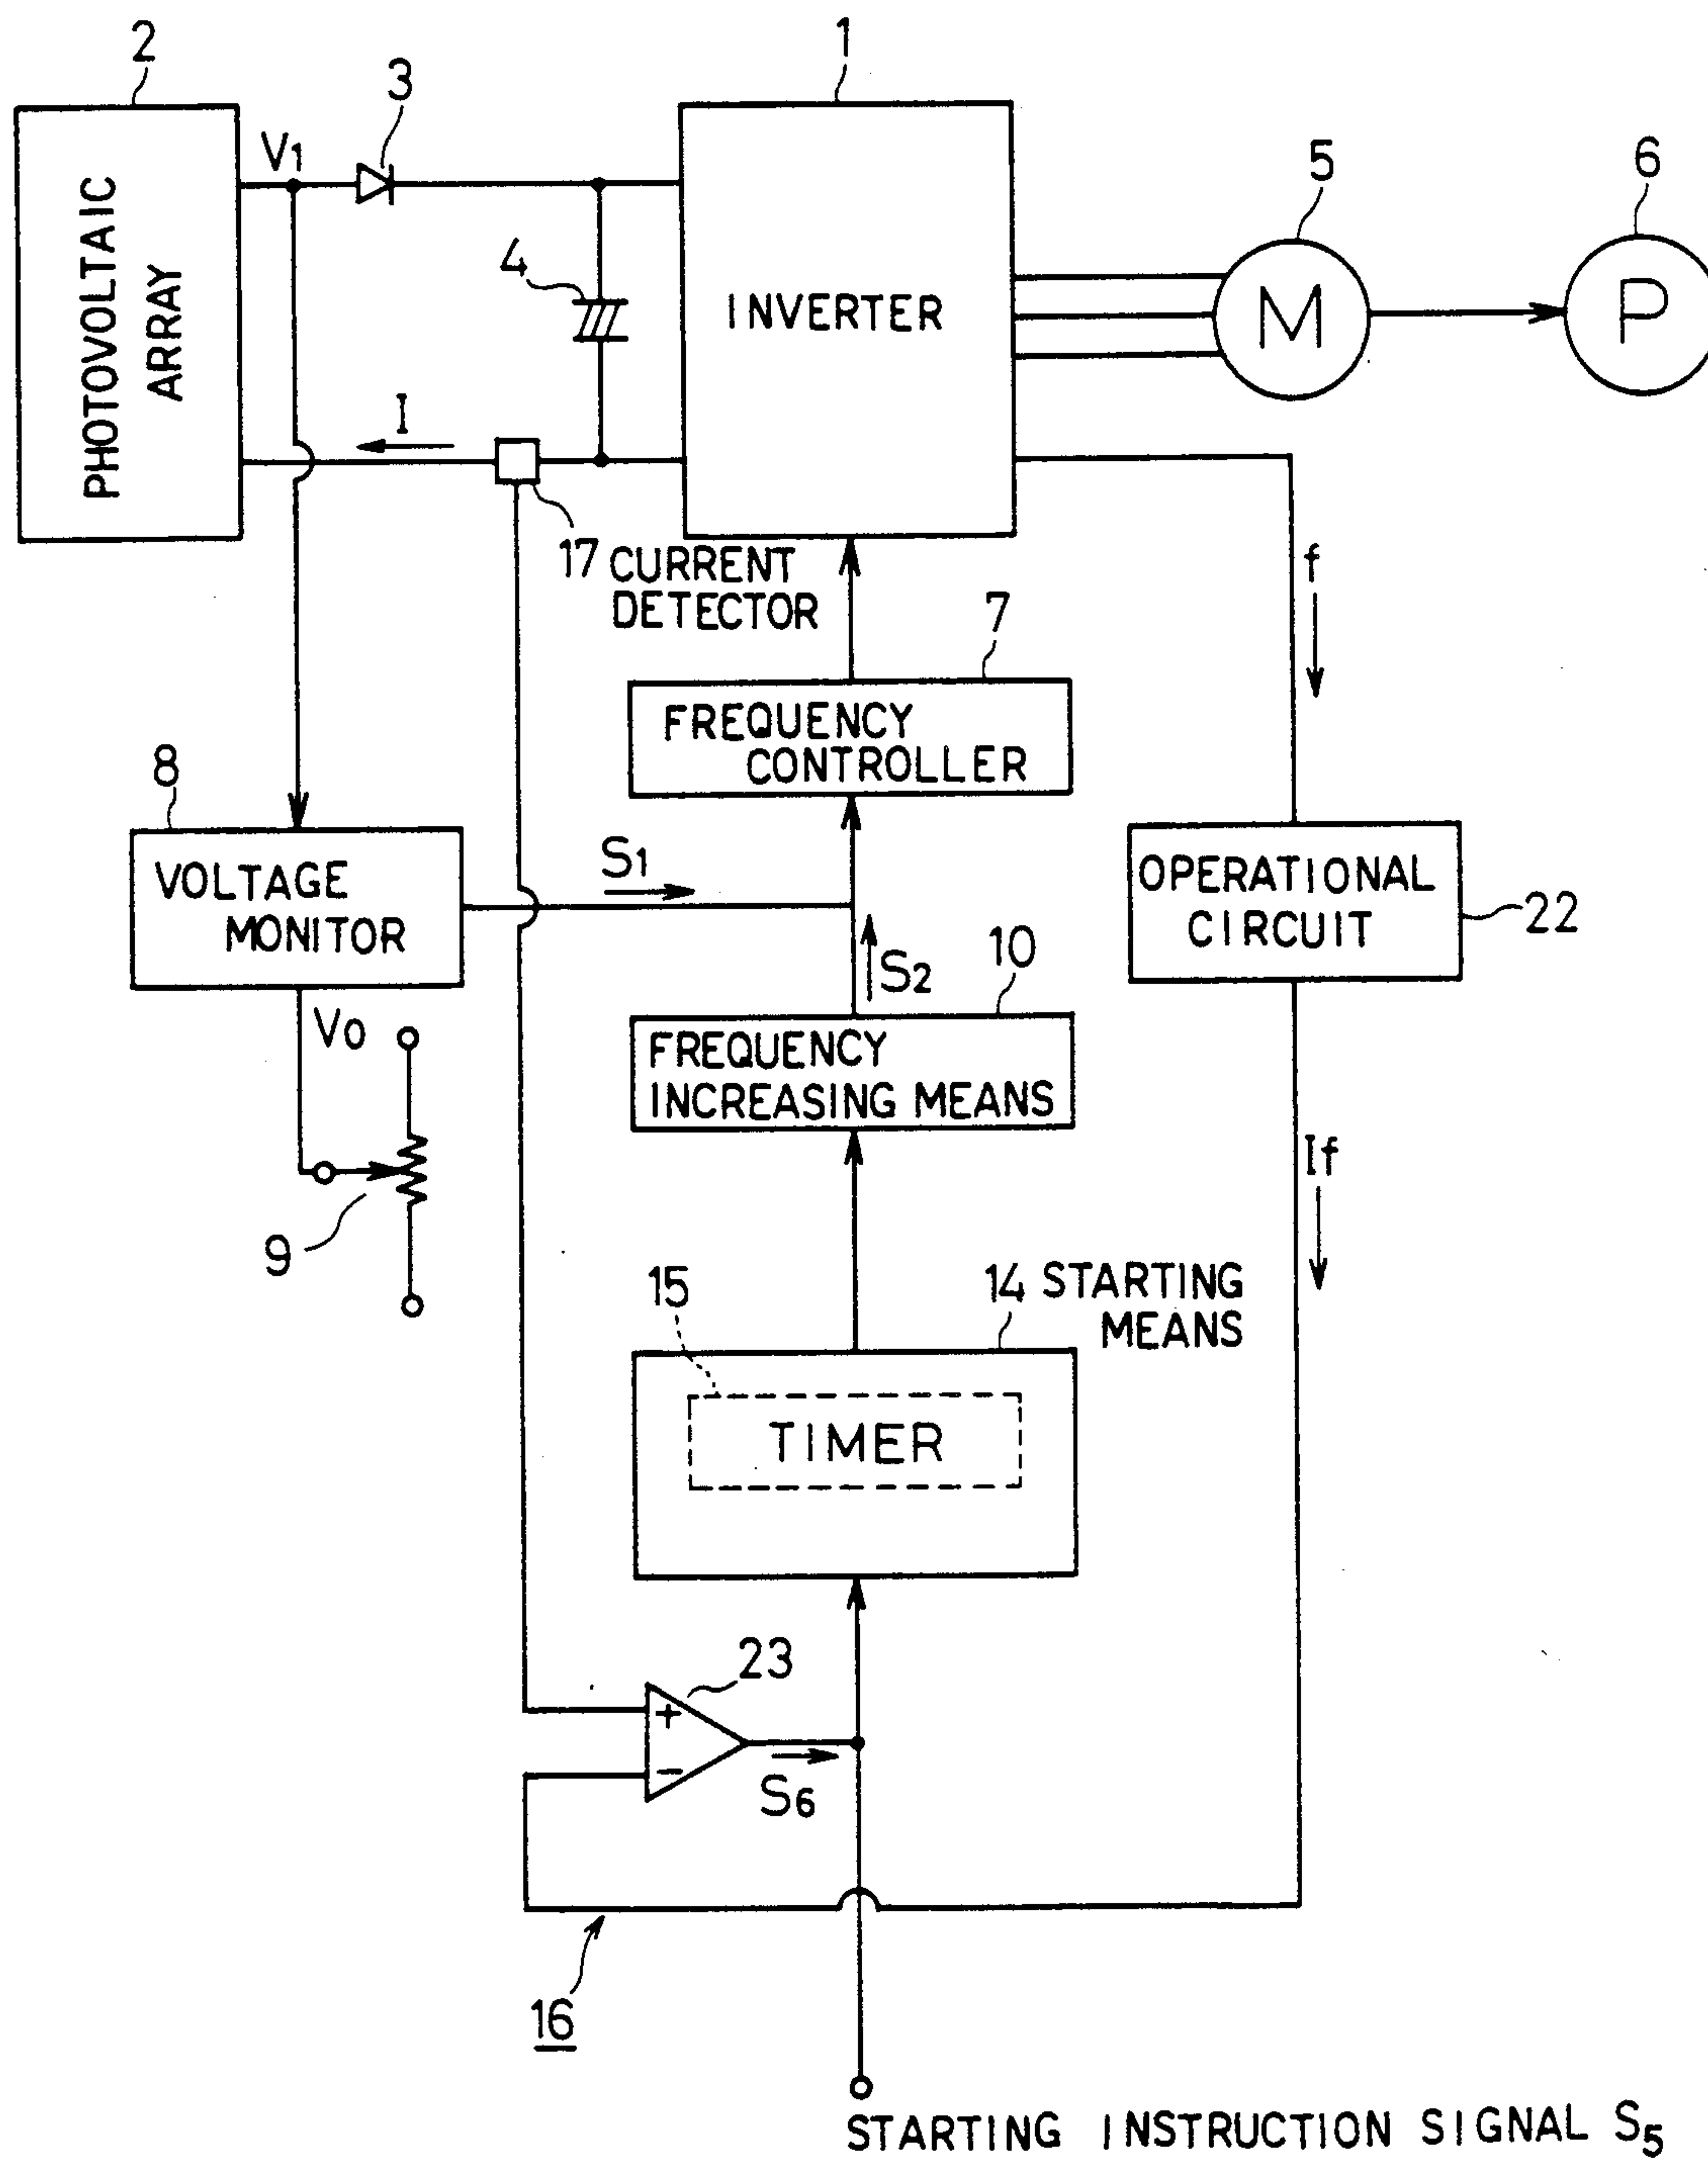 2
3
1
5
6
PHOTOVOLTAIC
ARRAY
V1
4
INVERTER
M
P
I
17 CURRENT
DETECTOR
f
7
FREQUENCY
CONTROLLER
8
VOLTAGE
MONITOR
S1
OPERATIONAL
CIRCUIT
22
S2
10
V0
FREQUENCY
INCREASING MEANS
If
9
15
14 STARTING
MEANS
TIMER
23
+
-
S6
16
STARTING INSTRUCTION SIGNAL S5